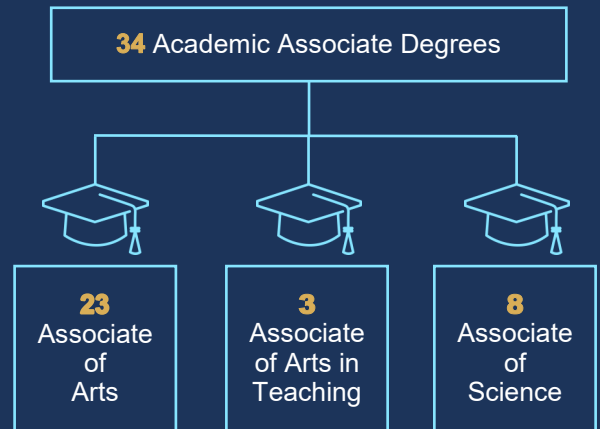 34 Academic Associate Degrees
23
Associate
of
Arts
3
Associate
of Arts in
Teaching
8
Associate
of
Science